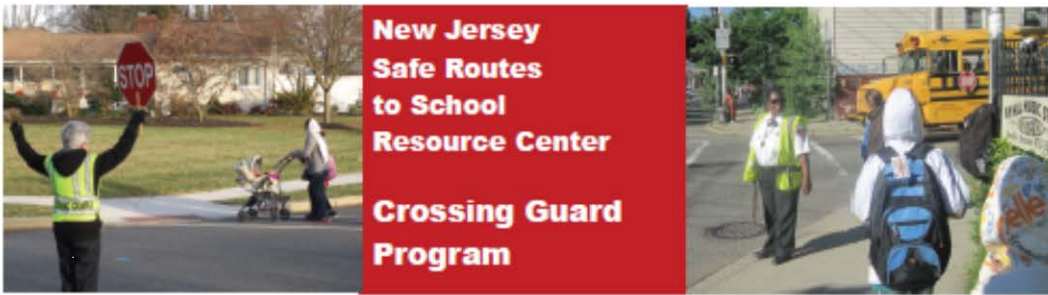 STOP
New Jersey
Safe Routes
to School
Resource Center
Crossing Guard
Program